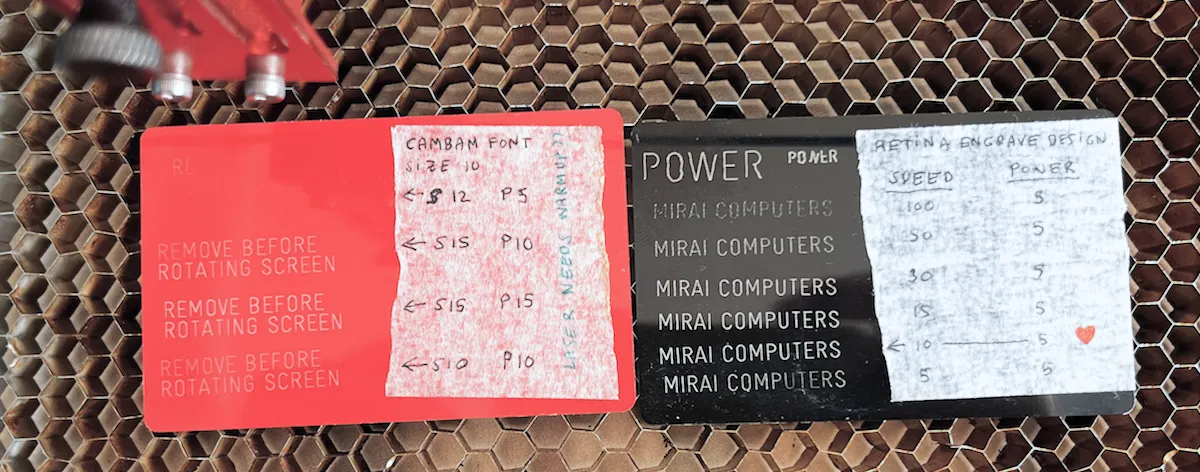 RL
REMOVE BEFORE
ROTATING SCREEN
REMOVE BEFORE
ROTATING SCREEN
REMOVE BEFORE
ROTATING SCREEN
CAMBAM FONT
SIZE 10
← S 12 P5
← S15 P10
← S15 P15
← S10 P10
LASER NEEDS WARMUP??
POWER POWER
MIRAI COMPUTERS
MIRAI COMPUTERS
MIRAI COMPUTERS
MIRAI COMPUTERS
MIRAI COMPUTERS
MIRAI COMPUTERS
RETINA ENGRAVE DESIGN
SPEED POWER
100 5
50 5
30 5
15 5
← 10 — 5 ♥
5 5